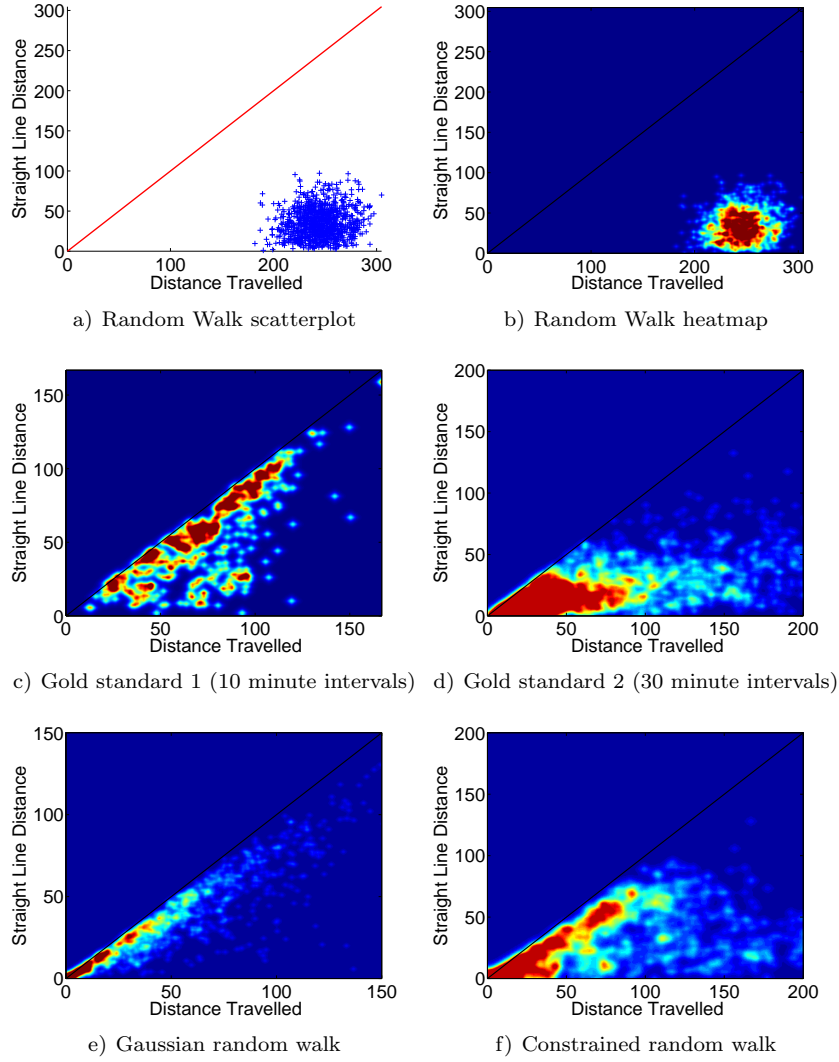 300
250
200
150
100
50
0
Straight Line Distance
0 100 200 300
Distance Travelled
a) Random Walk scatterplot
300
250
200
150
100
50
0
Straight Line Distance
0 100 200 300
Distance Travelled
b) Random Walk heatmap
150
100
50
0
Straight Line Distance
0 50 100 150
Distance Travelled
c) Gold standard 1 (10 minute intervals)
200
150
100
50
0
Straight Line Distance
0 50 100 150 200
Distance Travelled
d) Gold standard 2 (30 minute intervals)
150
100
50
0
Straight Line Distance
0 50 100 150
Distance Travelled
e) Gaussian random walk
200
150
100
50
0
Straight Line Distance
0 50 100 150 200
Distance Travelled
f) Constrained random walk